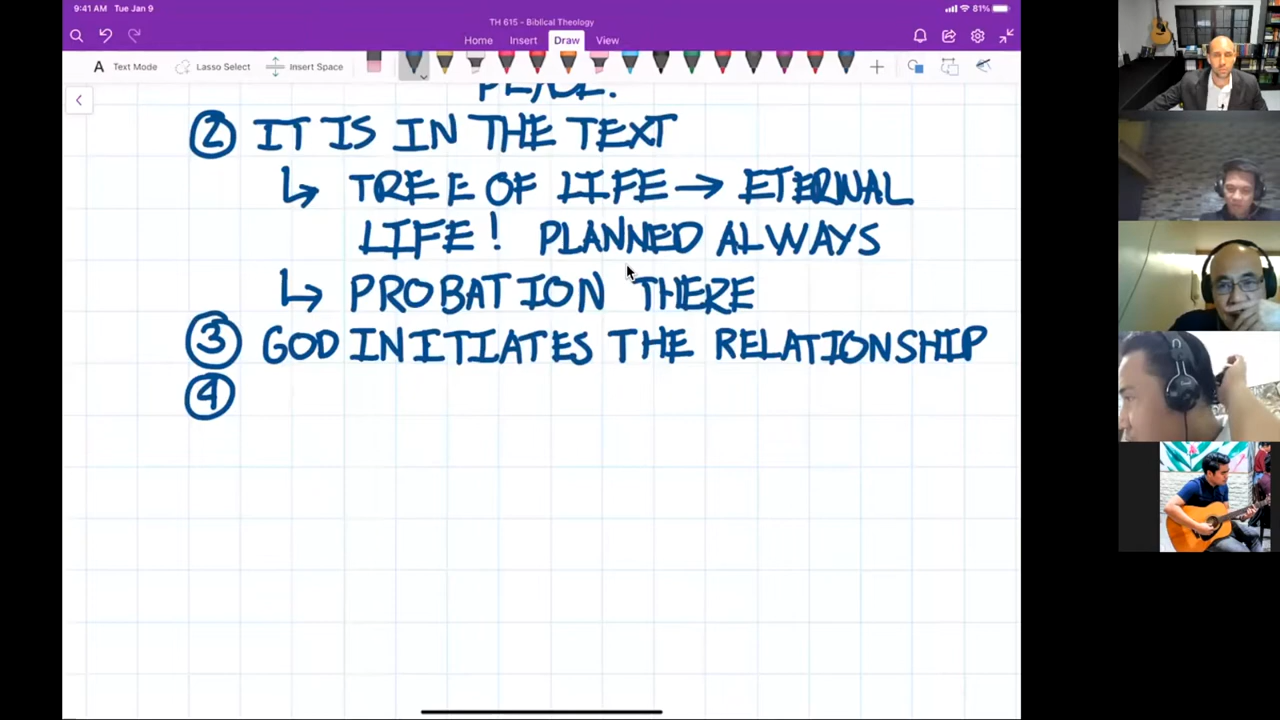 9:41 AM Tue Jan 9
81%
TH 615 - Biblical Theology
Home Insert Draw View
A Text Mode Lasso Select Insert Space
PLACE.
② IT IS IN THE TEXT
↳ TREE OF LIFE → ETERNAL
LIFE! PLANNED ALWAYS
↳ PROBATION THERE
③ GOD INITIATES THE RELATIONSHIP
④